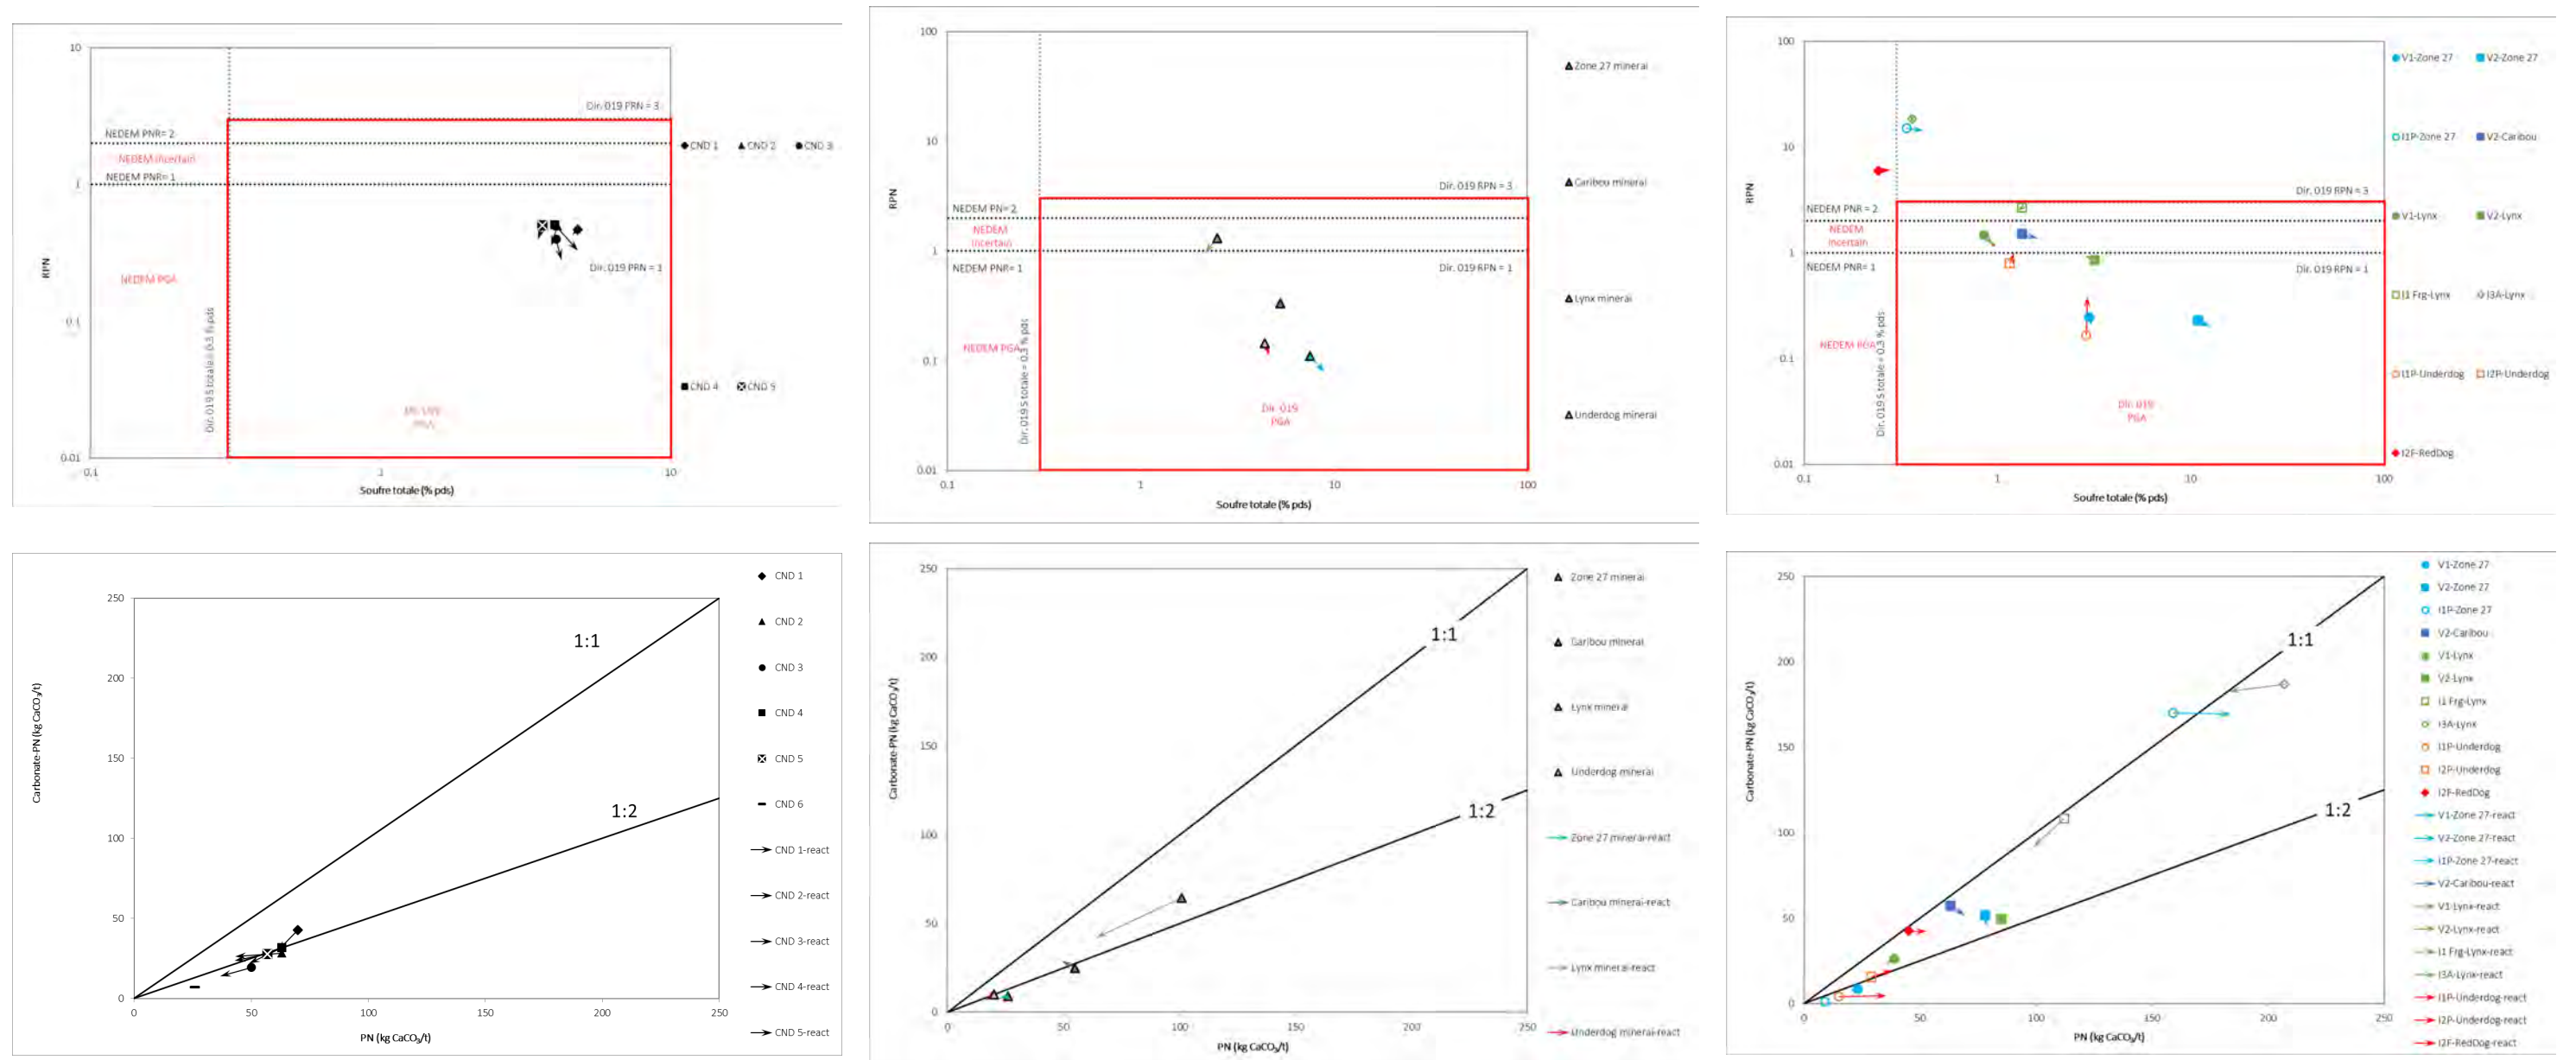 10
1
0.1
0.01
0.1
1
10
RPN
Soufre totale (% pds)
Dir. 019 PRN = 3
NEDEM PNR= 2
NEDEM Incertain
NEDEM PNR= 1
NEDEM PGA
Dir. 019 PRN = 1
Dir. 019 S totale= 0.3 % pds
CND 1
CND 2
CND 3
CND 4
CND 5
100
10
1
0.1
0.01
0.1
1
10
100
RPN
Soufre totale (% pds)
Dir. 019 RPN = 3
NEDEM PN= 2
NEDEM
Incertain
NEDEM PNR= 1
Dir. 019 RPN = 1
NEDEM PGA
Dir. 019 S totale = 0.3 % pds
Dir. 019
PGA
Zone 27 minerai
Caribou minerai
Lynx minerai
Underdog minerai
100
10
1
0.1
0.01
0.1
1
10
100
RPN
Soufre totale (% pds)
Dir. 019 RPN = 3
NEDEM PNR = 2
NEDEM
Incertain
NEDEM PNR= 1
Dir. 019 RPN = 1
NEDEM PGA
Dir. 019 S totale = 0.3 % pds
Dir. 019
PGA
V1-Zone 27
V2-Zone 27
I1P-Zone 27
V2-Caribou
V1-Lynx
V2-Lynx
I1 Frg-Lynx
I3A-Lynx
I1P-Underdog
I2P-Underdog
I2F-RedDog
250
200
150
100
50
0
0
50
100
150
200
250
Carbonate-PN (kg CaCO₃/t)
PN (kg CaCO₃/t)
1:1
1:2
CND 1
CND 2
CND 3
CND 4
CND 5
CND 6
CND 1-react
CND 2-react
CND 3-react
CND 4-react
CND 5-react
250
200
150
100
50
0
0
50
100
150
200
250
Carbonate-PN (kg CaCO₃/t)
PN (kg CaCO₃/t)
1:1
1:2
Zone 27 minerai
Caribou minerai
Lynx minerai
Underdog minerai
Zone 27 minerai-react
Caribou minerai-react
Lynx minerai-react
Underdog minerai-react
250
200
150
100
50
0
0
50
100
150
200
250
Carbonate-PN (kg CaCO₃/t)
PN (kg CaCO₃/t)
1:1
1:2
V1-Zone 27
V2-Zone 27
I1P-Zone 27
V2-Caribou
V1-Lynx
V2-Lynx
I1 Frg-Lynx
I3A-Lynx
I1P-Underdog
I2P-Underdog
I2F-RedDog
V1-Zone 27-react
V2-Zone 27-react
I1P-Zone 27-react
V2-Caribou-react
V1-Lynx-react
V2-Lynx-react
I1 Frg-Lynx-react
I3A-Lynx-react
I1P-Underdog-react
I2P-Underdog-react
I2F-RedDog-react